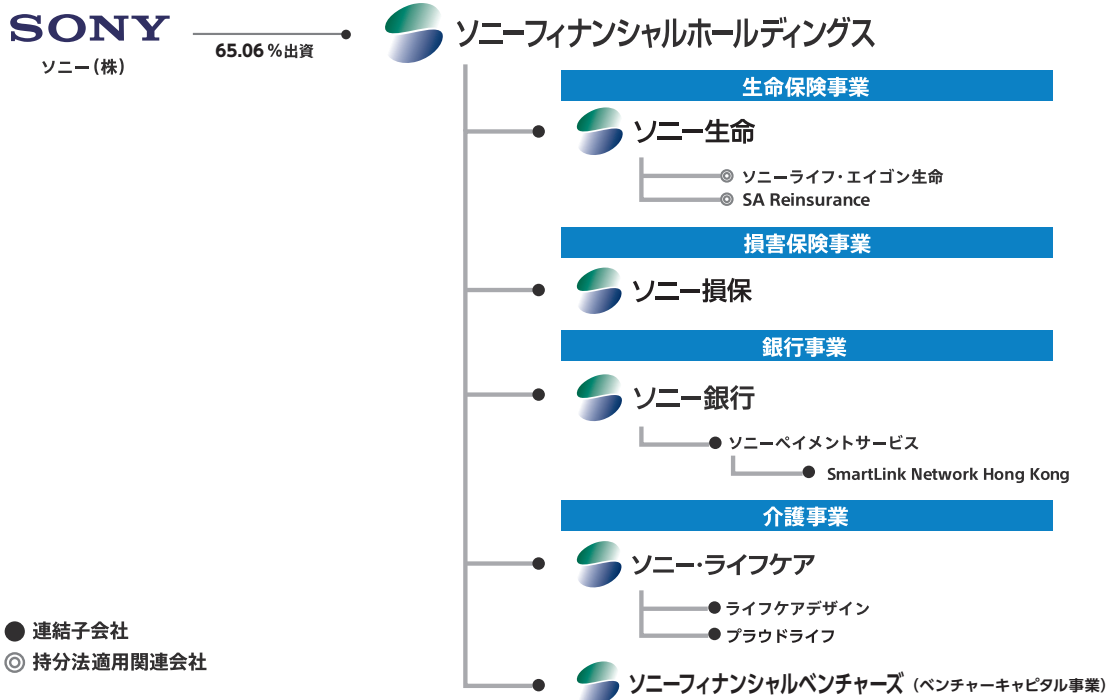 SONY
ソニー(株)
65.06%出資
ソニーフィナンシャルホールディングス
生命保険事業
ソニー生命
ソニーライフ・エイゴン生命
SA Reinsurance
損害保険事業
ソニー損保
銀行事業
ソニー銀行
ソニーペイメントサービス
SmartLink Network Hong Kong
介護事業
ソニー・ライフケア
ライフケアデザイン
プラウドライフ
ソニーフィナンシャルベンチャーズ(ベンチャーキャピタル事業)
連結子会社
持分法適用関連会社